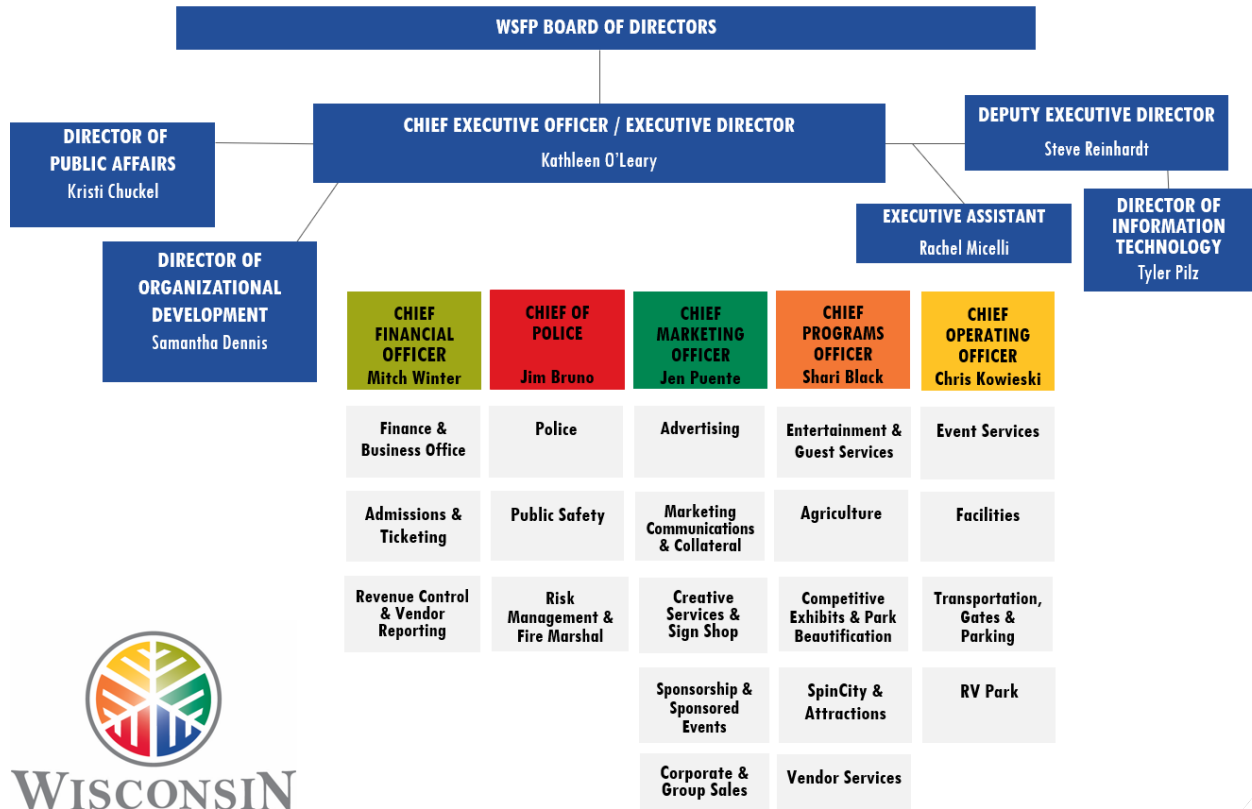 WSFP BOARD OF DIRECTORS
CHIEF EXECUTIVE OFFICER / EXECUTIVE DIRECTOR
Kathleen O'Leary
DIRECTOR OF
PUBLIC AFFAIRS
Kristi Chuckel
DEPUTY EXECUTIVE DIRECTOR
Steve Reinhardt
DIRECTOR OF
ORGANIZATIONAL
DEVELOPMENT
Samantha Dennis
EXECUTIVE ASSISTANT
Rachel Micelli
DIRECTOR OF
INFORMATION
TECHNOLOGY
Tyler Pilz
CHIEF
FINANCIAL
OFFICER
Mitch Winter
Finance &
Business Office
Admissions &
Ticketing
Revenue Control
& Vendor
Reporting
CHIEF OF
POLICE
Jim Bruno
Police
Public Safety
Risk
Management &
Fire Marshal
CHIEF
MARKETING
OFFICER
Jen Puente
Advertising
Marketing
Communications
& Collateral
Creative
Services &
Sign Shop
Sponsorship &
Sponsored
Events
Corporate &
Group Sales
CHIEF
PROGRAMS
OFFICER
Shari Black
Entertainment &
Guest Services
Agriculture
Competitive
Exhibits & Park
Beautification
SpinCity &
Attractions
Vendor Services
CHIEF
OPERATING
OFFICER
Chris Kowieski
Event Services
Facilities
Transportation,
Gates &
Parking
RV Park
WISCONSIN